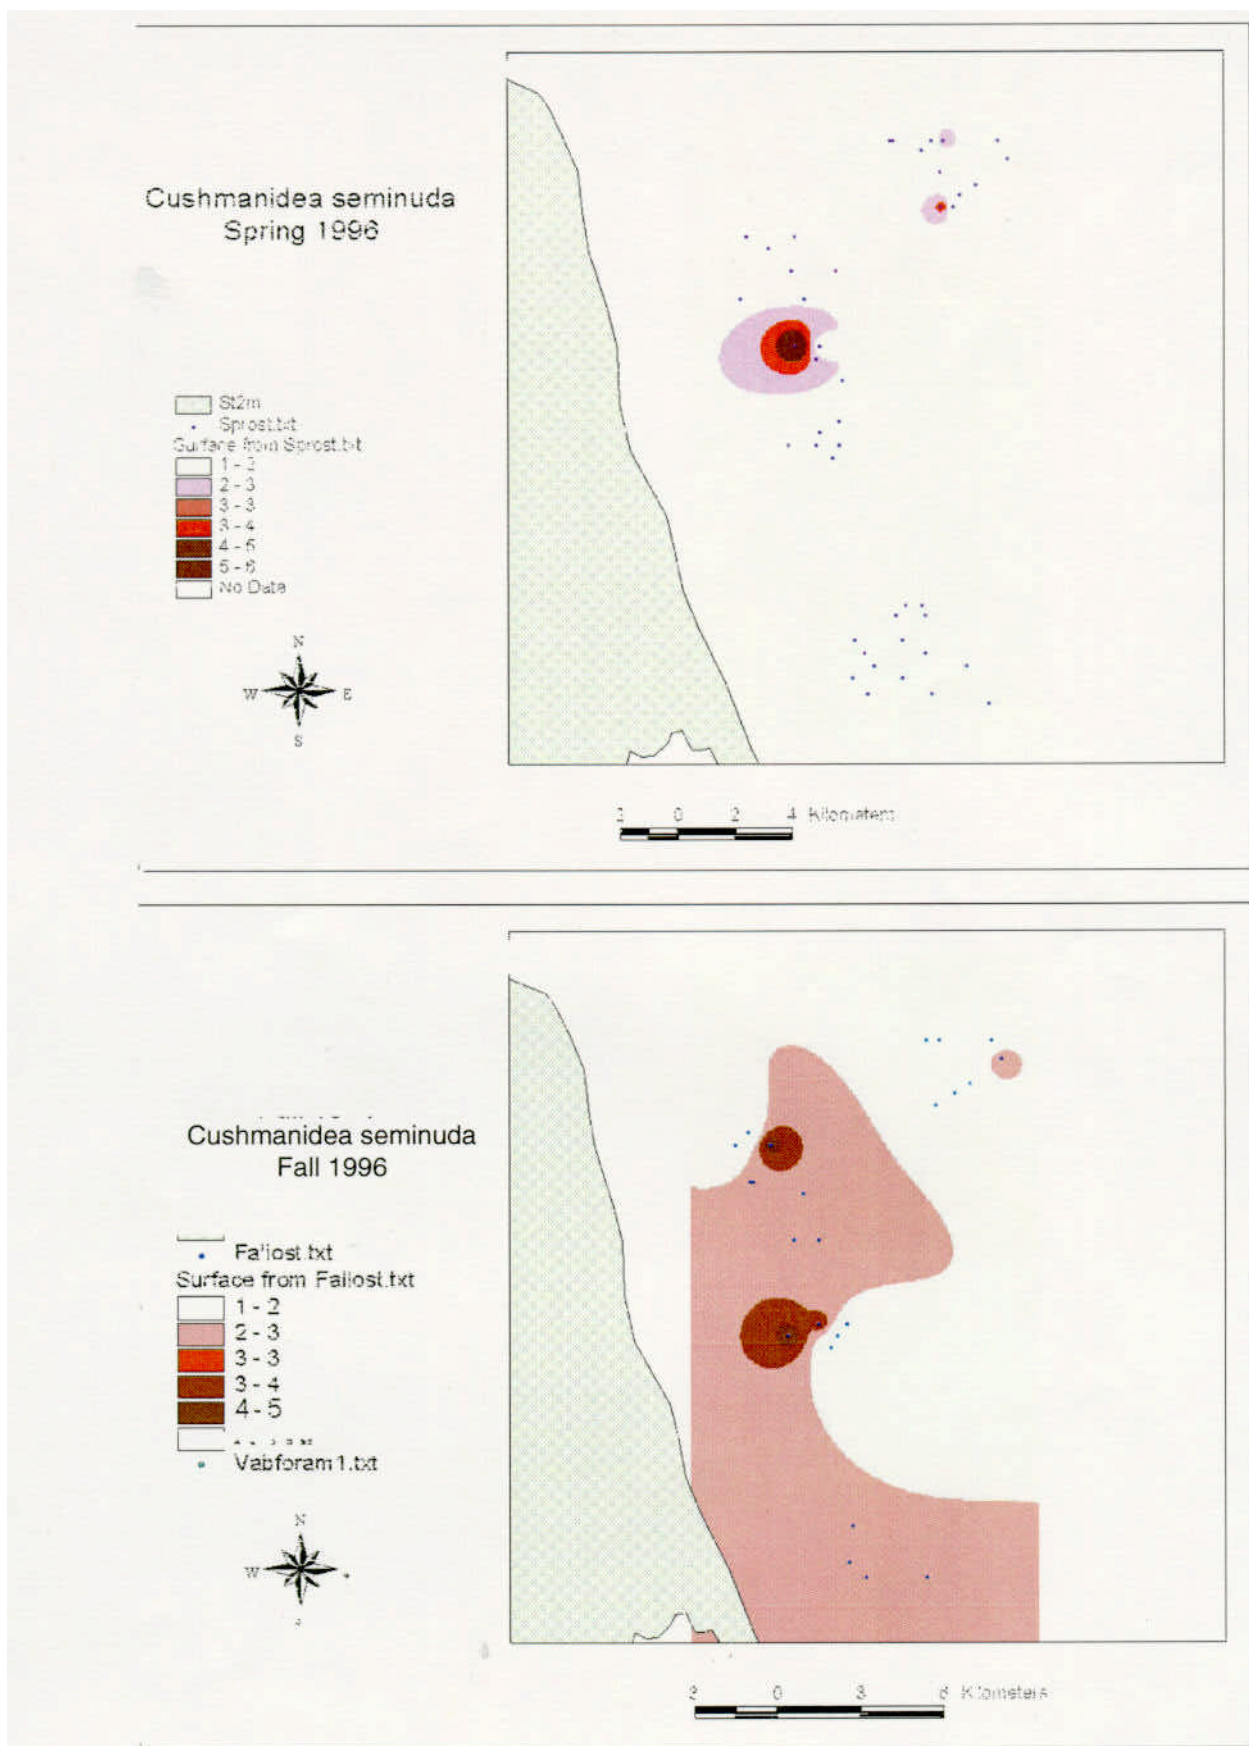 Cushmanidea seminuda
Spring 1996
St2m
Sprost.txt
Surface from Sprost.txt
1 - 2
2 - 3
3 - 3
3 - 4
4 - 5
5 - 6
No Data
N
W E
S
2 0 2 4 Kilometers
Cushmanidea seminuda
Fall 1996
Fallost.txt
Surface from Fallost.txt
1 - 2
2 - 3
3 - 3
3 - 4
4 - 5
Vabforam1.txt
N
W
0 3 6 Kilometers